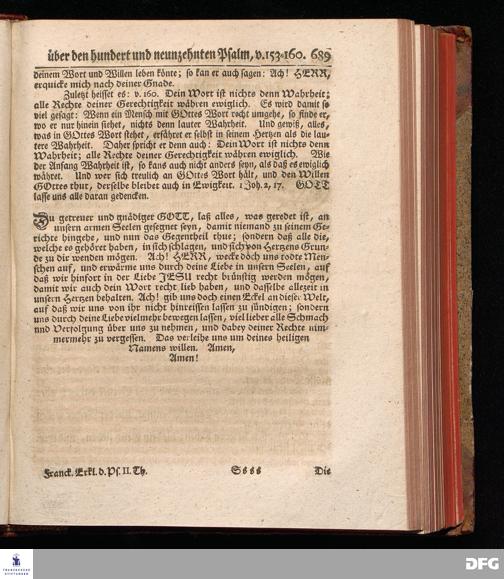 über den hundert und neunzehnten Psalm, v. 153-160. 689
deinem Wort und Willen leben könte; so kan er auch sagen: Ach! HERR,
erquicke mich nach deiner Gnade.
Zuletzt heisset es: v. 160. Dein Wort ist nichts denn Wahrheit;
alle Rechte deiner Gerechtigkeit währen ewiglich. Es wird damit so
viel gesagt: Wenn ein Mensch mit GOttes Wort recht umgehe, so finde er,
wo er nur hinein siehet, nichts denn lauter Wahrheit. Und gewiß, alles,
was in GOttes Wort stehet, erfähret er selbst in seinem Hertzen als die lau-
tere Wahrheit. Daher spricht er denn auch: Dein Wort ist nichts denn
Wahrheit; alle Rechte deiner Gerechtigkeit währen ewiglich. Wie
der Anfang Wahrheit ist, so kans auch nicht anders seyn, als daß es ewiglich
währet. Und wer sich treulich an GOttes Wort hält, und den Willen
GOttes thut, derselbe bleibet auch in Ewigkeit. 1 Joh. 2, 17. GOTT
lasse uns alle daran gedencken.
Du getreuer und gnädiger GOTT, laß alles, was geredet ist, an
unsern armen Seelen gesegnet seyn, damit niemand zu seinem Ge-
richte hingehe, und nun das Gegentheil thue; sondern daß alle die,
welche es gehöret haben, in sich schlagen, und sich von Hertzens Grun-
de zu dir wenden mögen. Ach! HERR, wecke doch uns todte Men-
schen auf, und erwärme uns durch deine Liebe in unsern Seelen, auf
daß wir hinfort in der Liebe JESU recht brünstig werden mögen,
damit wir auch dein Wort recht lieb haben, und dasselbe allezeit in
unsern Hertzen behalten. Ach! gib uns doch einen Eckel an dieser Welt,
auf daß wir uns von ihr nicht hinreissen lassen zu sündigen; sondern
uns durch deine Liebe vielmehr bewegen lassen, viel lieber alle Schmach
und Verfolgung über uns zu nehmen, und dabey deiner Rechte nim-
mermehr zu vergessen. Das verleihe uns um deines heiligen
Namens willen. Amen,
Amen!
Franck. Erkl. d. Ps. II. Th. Ssss Die
FRANCKESCHE
STIFTUNGEN
DFG